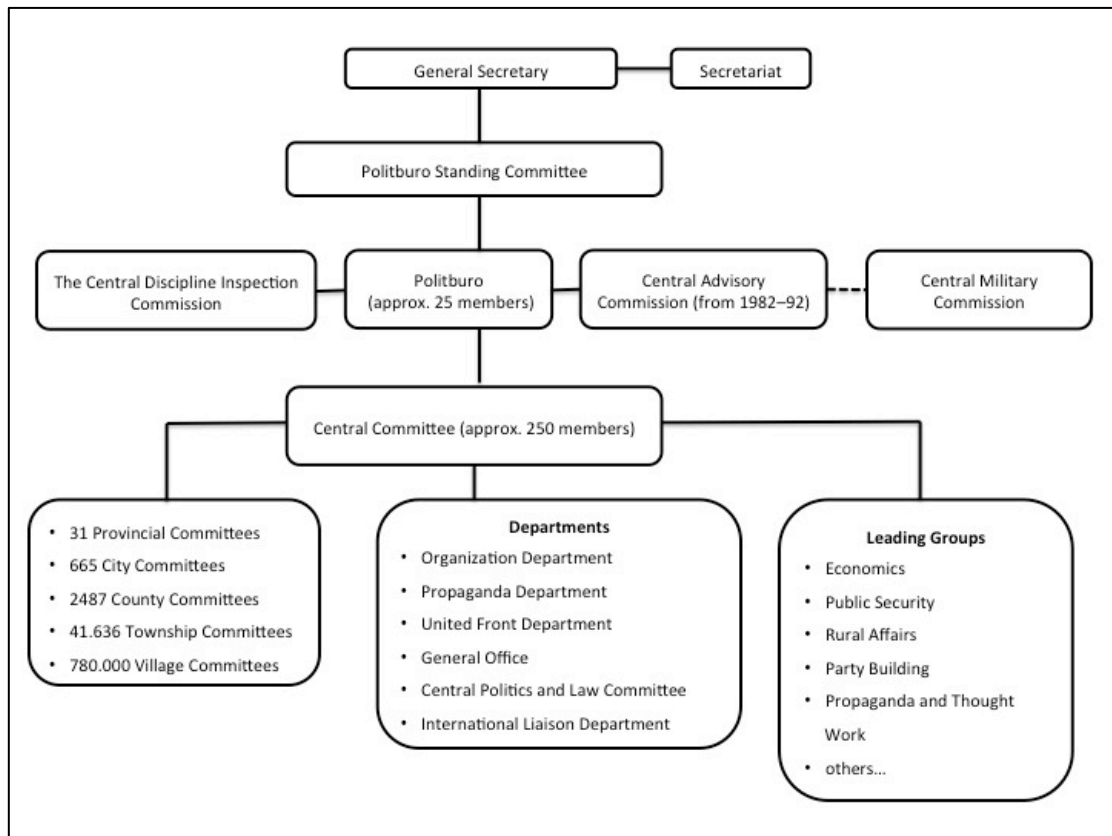 General Secretary
Secretariat
Politburo Standing Committee
The Central Discipline Inspection
Commission
Politburo
(approx. 25 members)
Central Advisory
Commission (from 1982–92)
Central Military
Commission
Central Committee (approx. 250 members)
• 31 Provincial Committees
• 665 City Committees
• 2487 County Committees
• 41.636 Township Committees
• 780.000 Village Committees
Departments
• Organization Department
• Propaganda Department
• United Front Department
• General Office
• Central Politics and Law Committee
• International Liaison Department
Leading Groups
• Economics
• Public Security
• Rural Affairs
• Party Building
• Propaganda and Thought
Work
• others...